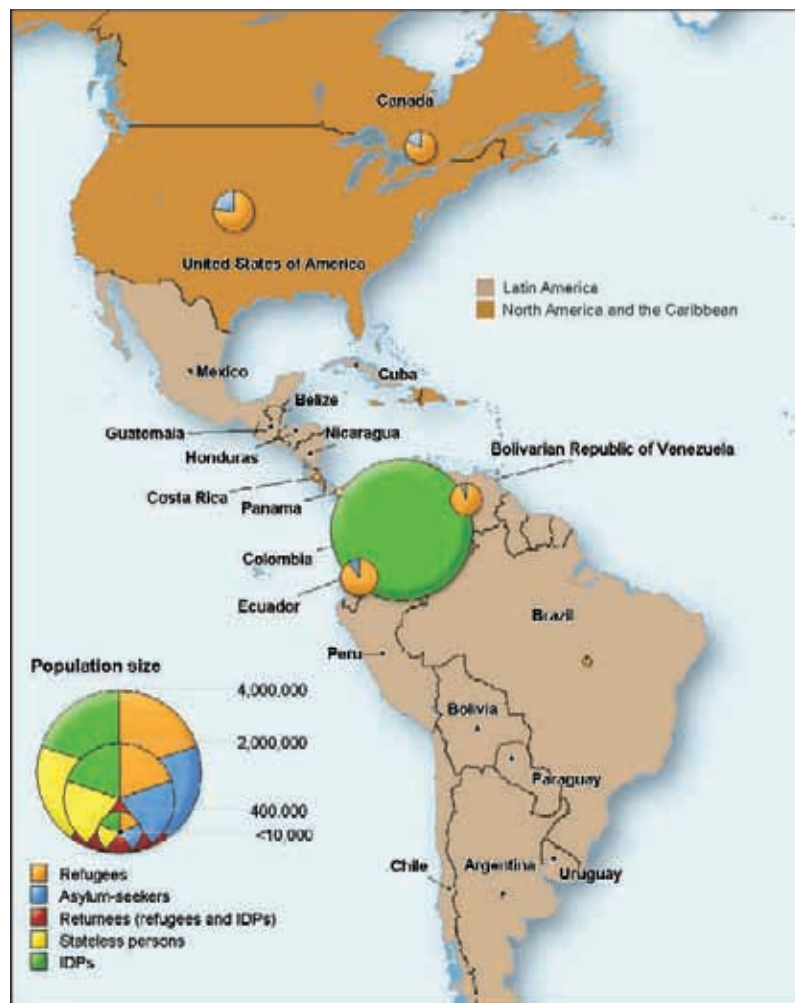 Canada
United States of America
Latin America
North America and the Caribbean
Mexico
Cuba
Belize
Guatemala
Nicaragua
Honduras
Bolivarian Republic of Venezuela
Costa Rica
Panama
Colombia
Ecuador
Brazil
Peru
Population size
4,000,000
2,000,000
400,000
<10,000
Bolivia
Paraguay
Chile
Argentina
Uruguay
Refugees
Asylum-seekers
Returnees (refugees and IDPs)
Stateless persons
IDPs